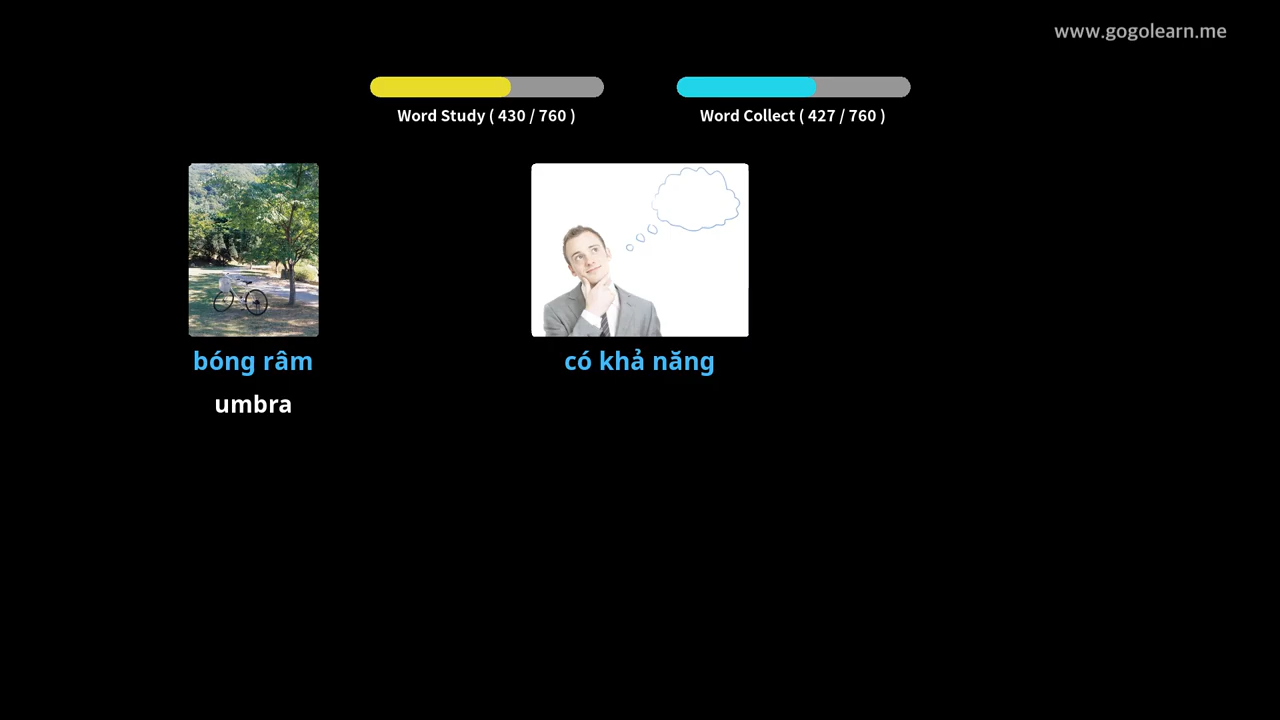 www.gogolearn.me
Word Study ( 430 / 760 )
Word Collect ( 427 / 760 )
bóng râm
umbra
có khả năng